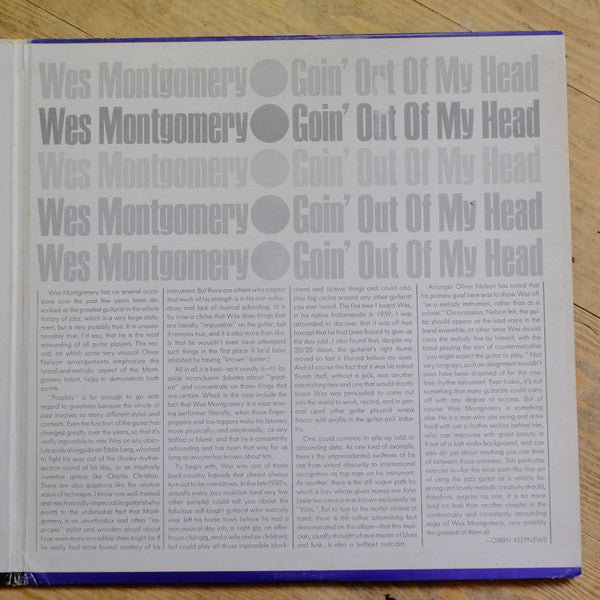 Wes Montgomery Goin' Out Of My Head
Wes Montgomery Goin' Out Of My Head
Wes Montgomery Goin' Out Of My Head
Wes Montgomery Goin' Out Of My Head
Wes Montgomery Goin' Out Of My Head
Wes Montgomery has on several occa-
sions over the past few years been de-
scribed as the greatest guitarist in the whole
history of jazz, which is a very large state-
ment, but is very possibly true. It is unques-
tionably true, I'd say, that he is the most
astounding of all guitar players. This rec-
ord, on which some very unusual Oliver
Nelson arrangements emphasize the
lyrical-and-melodic aspect of the Mont-
gomery talent, helps to demonstrate both
points.
"Possibly" is far enough to go with
regard to greatness because the whole of
jazz involves so many different styles and
contexts. Even the function of the guitar has
changed greatly over the years, so that it's
really impossible to rate Wes on any abso-
lute scale alongside an Eddie Lang, who had
to fight his way out of the chunky rhythm-
section sound of his day, or an intuitive
inventive genius like Charlie Christian.
There are also questions like the relative
value of technique. I know one well-trained
and mechanically-impeccable guitarist who
points to the undeniable fact that Mont-
gomery is an unorthodox and often "im-
proper" stylist and wonders aloud about
how even more incredible Wes might be if
he really had more formal mastery of his
instrument. But there are others who suspect
that much of his strength is in his non-ortho-
doxy and lack of musical schooling. (It is
by now a cliche that Wes does things that
are literally "impossible" on the guitar, but
it remains true; and it is also more than like-
ly that he wouldn't even have attempted
such things in the first place if he'd been
inhibited by having "known" better.)
All in all it is best—as it usually is—to lay
aside inconclusive debates about "great-
est" and concentrate on those things that
are certain. Which in this case include the
fact that Wes Montgomery is a most mov-
ing performer (literally, when those finger-
poppers and toe-tappers make his listeners
move physically; and emotionally, on any
ballad or blues), and that he is consistently
astounding and has been that way for as
long as anyone has known about him.
To begin with, Wes was one of those
back-country legends that almost always
turn out to be overblown. In the late 1950's,
virtually every jazz musician (and very few
other people) could tell you about the
fabulous self-taught guitarist who scarcely
ever left his home town (where he had a
non-musical day job, a night gig, an after-
hours-club gig, and a wife and six children),
but could play all those impossible block-
chord and octave things and could also
play big circles around any other guitarist
you ever heard. The first time I heard Wes,
in his native Indianapolis in 1959, I was
astounded to discover that it was all true
(except that he had been forced to give up
the day job). I also found that, despite my
20/20 vision, the guitarist's right thumb
moved so fast it blurred before my eyes.
And of course the fact that it was his naked
thumb itself, without a pick, was another
astonishing item and one that would shortly
(once Wes was persuaded to come out
into the world to work, record, and in gen-
eral upset other guitar players) wreak
havoc with profits in the guitar-pick indus-
try.
One could continue to pile up odd or
astounding data. As one kind of example,
there's the unprecedented swiftness of his
rise from virtual obscurity to international
recognition as top man on his instrument.
As another, there is the still vague path by
which a boy whose given names are John
Leslie becomes a man known exclusively as
"Wes." But to turn to the matter closest at
hand, there is the rather astonishing fact
demonstrated on this album—that this musi-
cian, usually thought of as a master of blues
and funk, is also a brilliant melodist.
Arranger Oliver Nelson has noted that
his primary goal here was to show Wes off
"as a melody instrument, rather than as a
soloist." On occasion, Nelson felt, the gui-
tar should appear as the lead voice in the
band ensemble; at other times Wes should
carry the melody line by himself, with the
band playing the sort of countermelodies
"you might expect the guitar to play." Not
very long ago, such an assignment wouldn't
even have been dreamed of for the one-
time rhythm instrument. Even today, it's not
something that many guitarists could carry
off with any degree of success. But of
course Wes Montgomery is something
else. He is a man who can swing and drive
hard with just a rhythm section behind him,
who can improvise with great beauty in
front of a lush violin background, and can
also do just about anything you can think of
between those extremes. This particular
exercise in—for the most part—the fine art
of using the jazz guitar as a vehicle for
strong and lovely melodic creativity should,
therefore, surprise no one. It is no more
and no less than another chapter in the
continuously and consistently astounding
saga of Wes Montgomery, very possibly
the greatest of them all.
—ORRIN KEEPNEWS